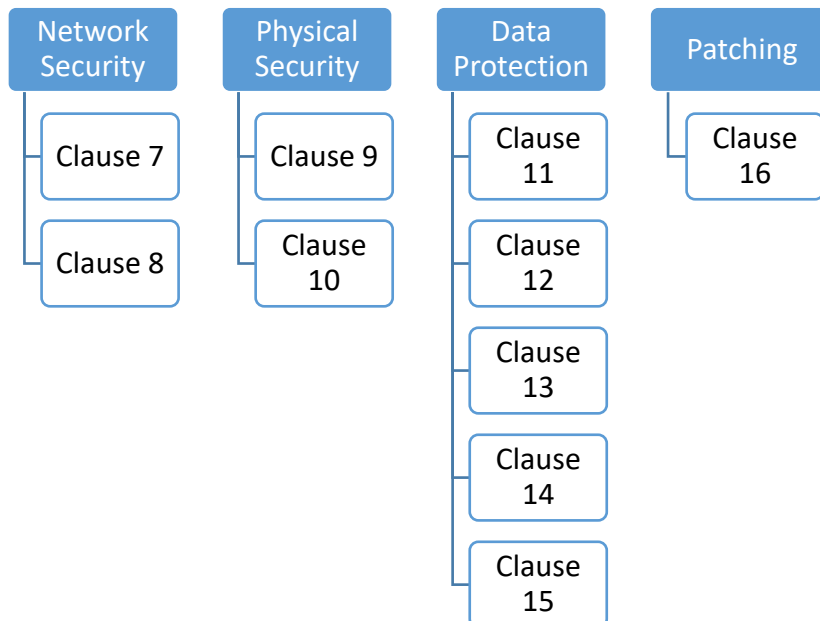 Network
Security
Clause 7
Clause 8
Physical
Security
Clause 9
Clause
10
Data
Protection
Clause
11
Clause
12
Clause
13
Clause
14
Clause
15
Patching
Clause
16